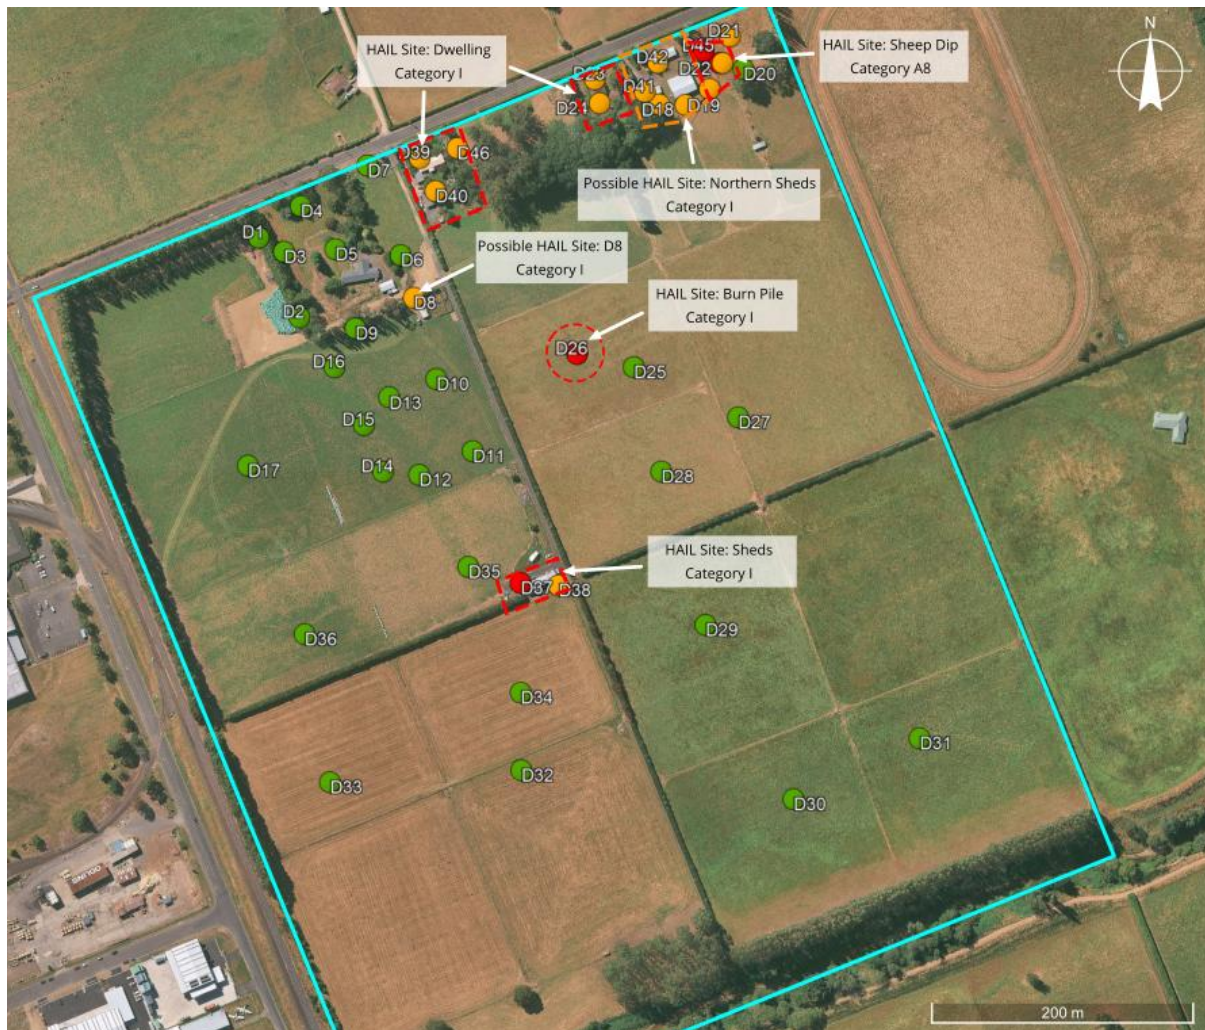 HAIL Site: Dwelling
Category I
HAIL Site: Sheep Dip
Category A8
N
D45
D21
D42
D22
D20
D23
D41
D24
D18
D19
D39
D46
D7
D40
Possible HAIL Site: Northern Sheds
Category I
D4
D1
D3
D5
D6
Possible HAIL Site: D8
Category I
D8
HAIL Site: Burn Pile
Category I
D2
D9
D26
D16
D25
D10
D13
D27
D15
D11
D17
D14
D12
D28
HAIL Site: Sheds
Category I
D35
D37
D38
D36
D29
D34
D31
D32
D33
D30
200 m